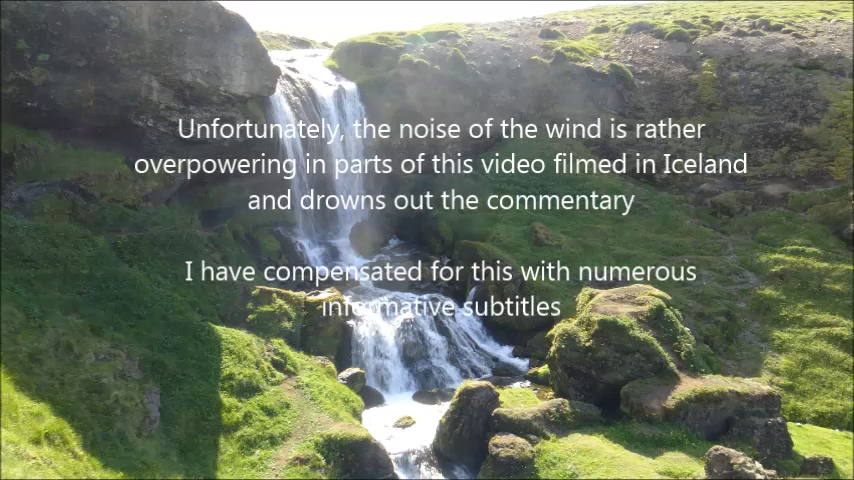 Unfortunately, the noise of the wind is rather
overpowering in parts of this video filmed in Iceland
and drowns out the commentary
I have compensated for this with numerous
informative subtitles